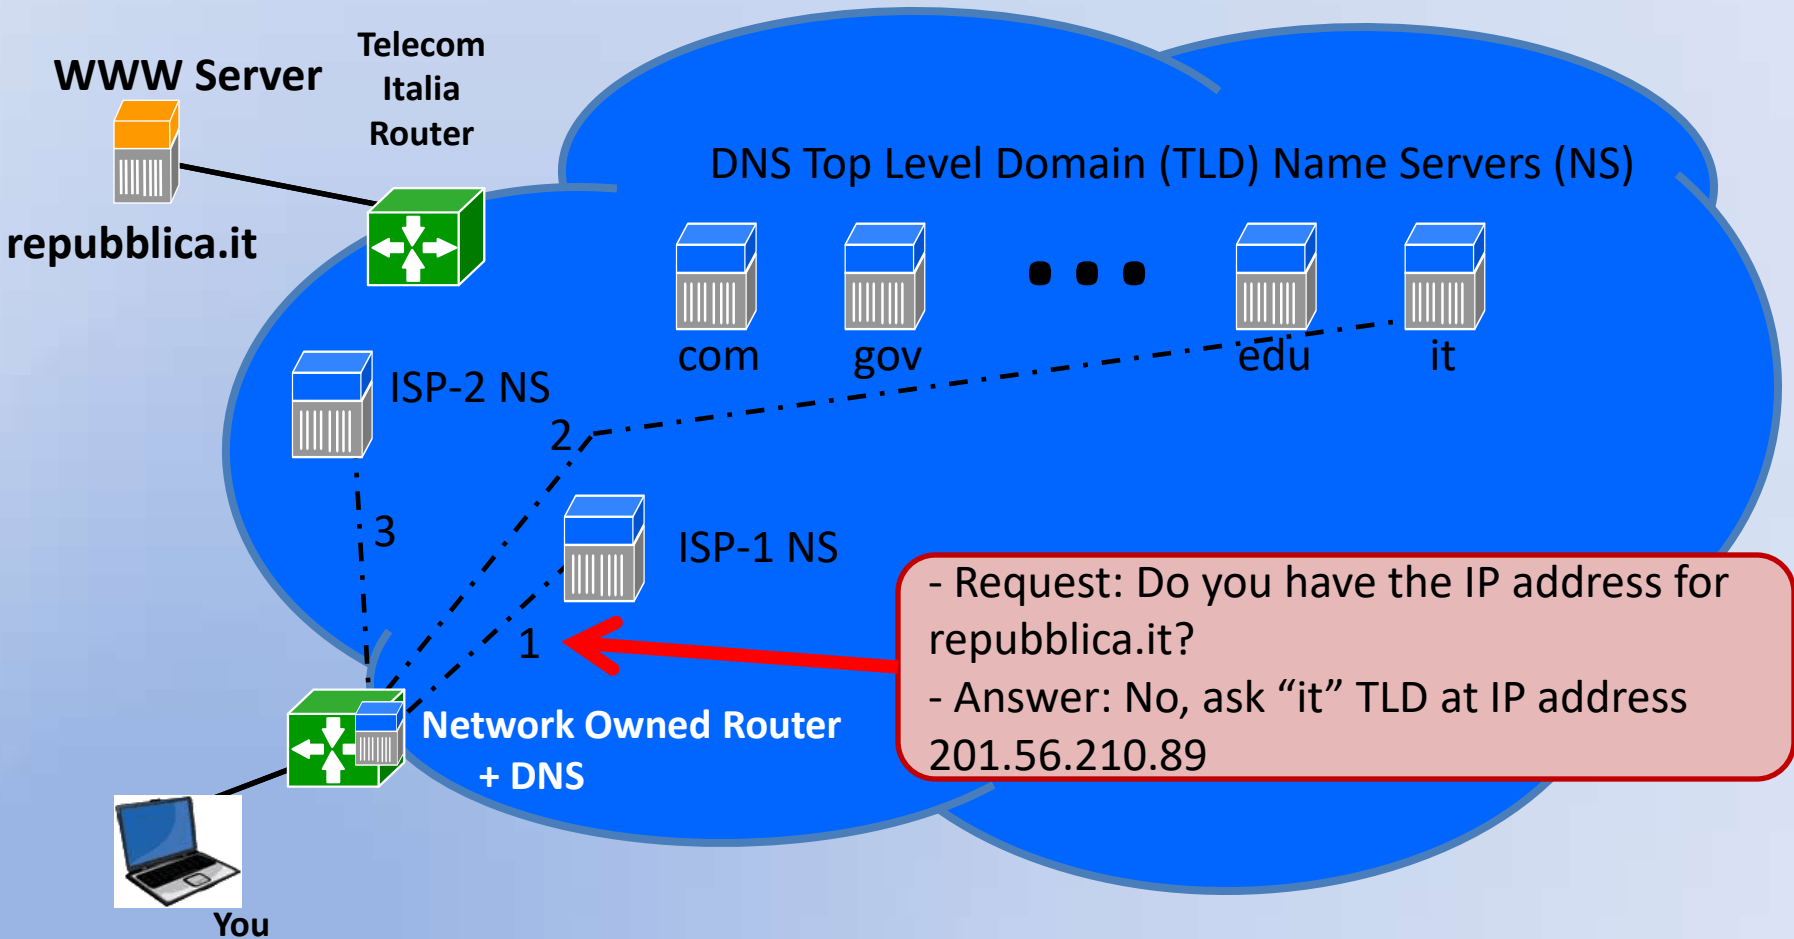 WWW Server
repubblica.it
Telecom
Italia
Router
DNS Top Level Domain (TLD) Name Servers (NS)
com
gov
edu
it
ISP-2 NS
2
3
ISP-1 NS
1
- Request: Do you have the IP address for
repubblica.it?
- Answer: No, ask “it” TLD at IP address
201.56.210.89
Network Owned Router
+ DNS
You